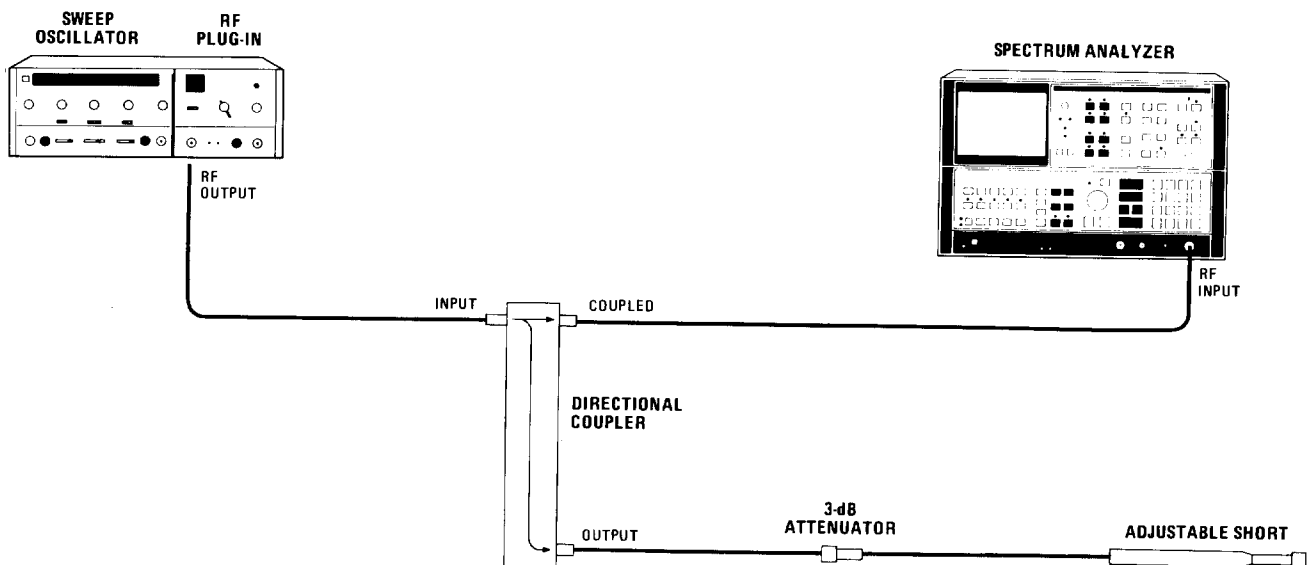 SWEEP
OSCILLATOR
RF
PLUG-IN
SPECTRUM ANALYZER
RF
OUTPUT
RF
INPUT
INPUT
COUPLED
DIRECTIONAL
COUPLER
OUTPUT
3-dB
ATTENUATOR
ADJUSTABLE SHORT